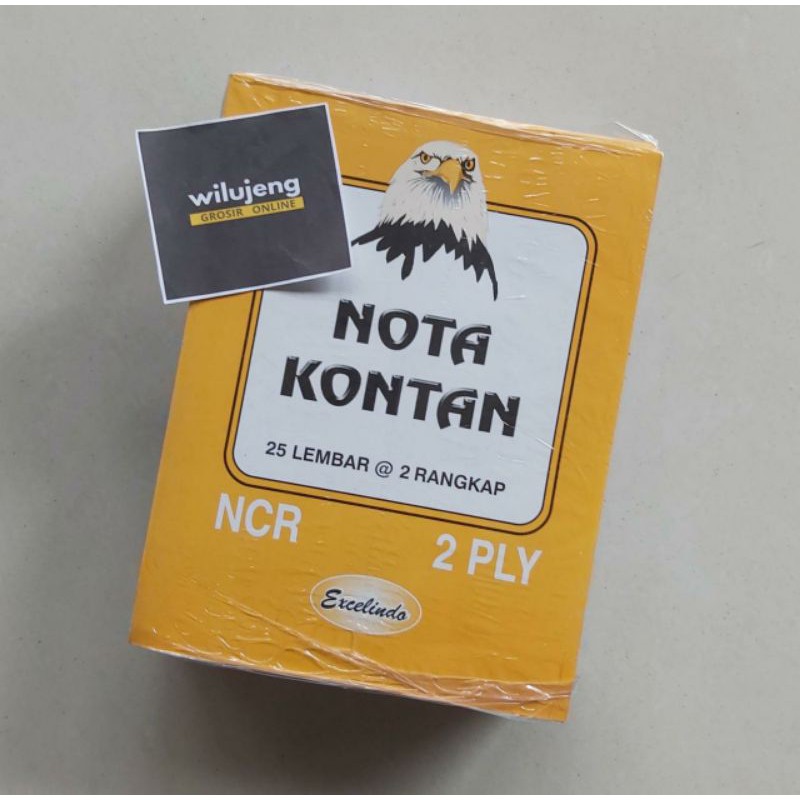 wilujeng
GROSIR ONLINE
NOTA
KONTAN
25 LEMBAR @ 2 RANGKAP
NCR
2 PLY
Excelindo